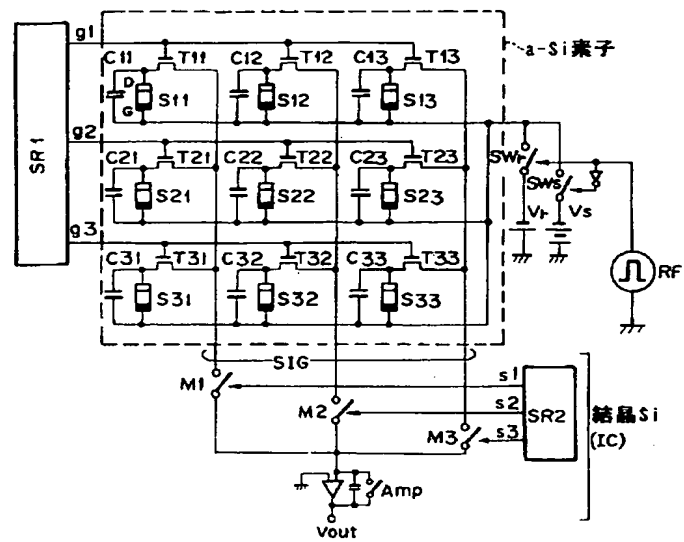 g1
C11 T11 C12 T12 C13 T13
a-Si素子
D
G
S11 S12 S13
SR1
g2
C21 T21 C22 T22 C23 T23
S21 S22 S23
SWr
SWs
Vr Vs
g3
C31 T31 C32 T32 C33 T33
S31 S32 S33
RF
SIG
M1 s1
M2 s2
M3 s3
SR2
結晶Si
(IC)
Amp
Vout